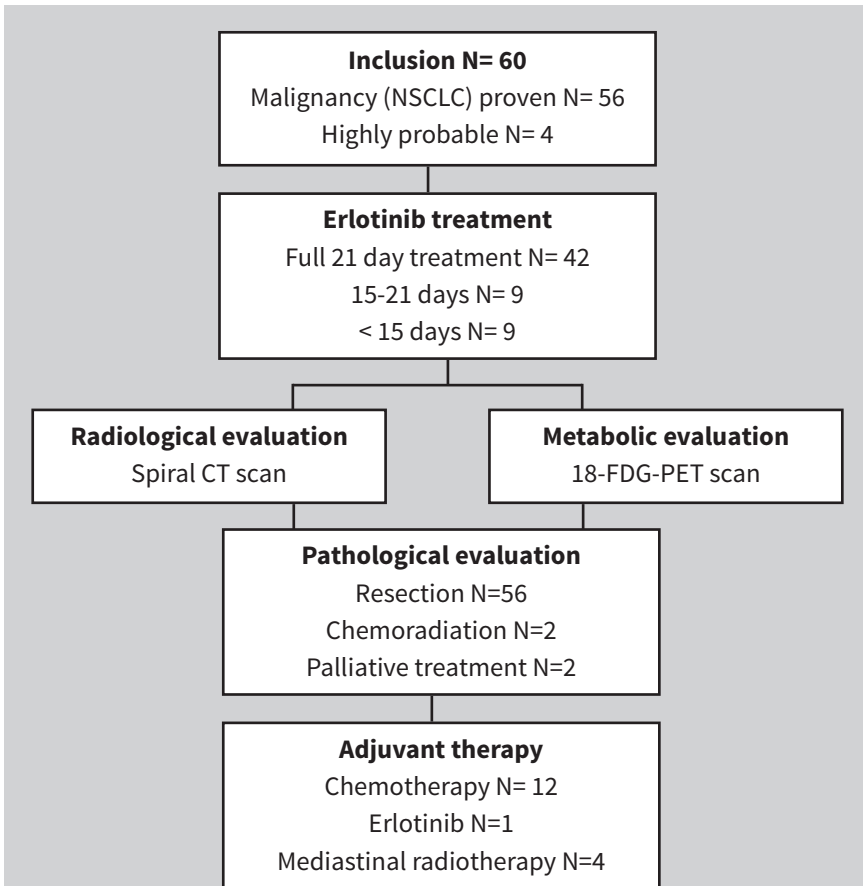 Inclusion N= 60
Malignancy (NSCLC) proven N= 56
Highly probable N= 4
Erlotinib treatment
Full 21 day treatment N= 42
15-21 days N= 9
< 15 days N= 9
Radiological evaluation
Spiral CT scan
Metabolic evaluation
18-FDG-PET scan
Pathological evaluation
Resection N=56
Chemoradiation N=2
Palliative treatment N=2
Adjuvant therapy
Chemotherapy N= 12
Erlotinib N=1
Mediastinal radiotherapy N=4